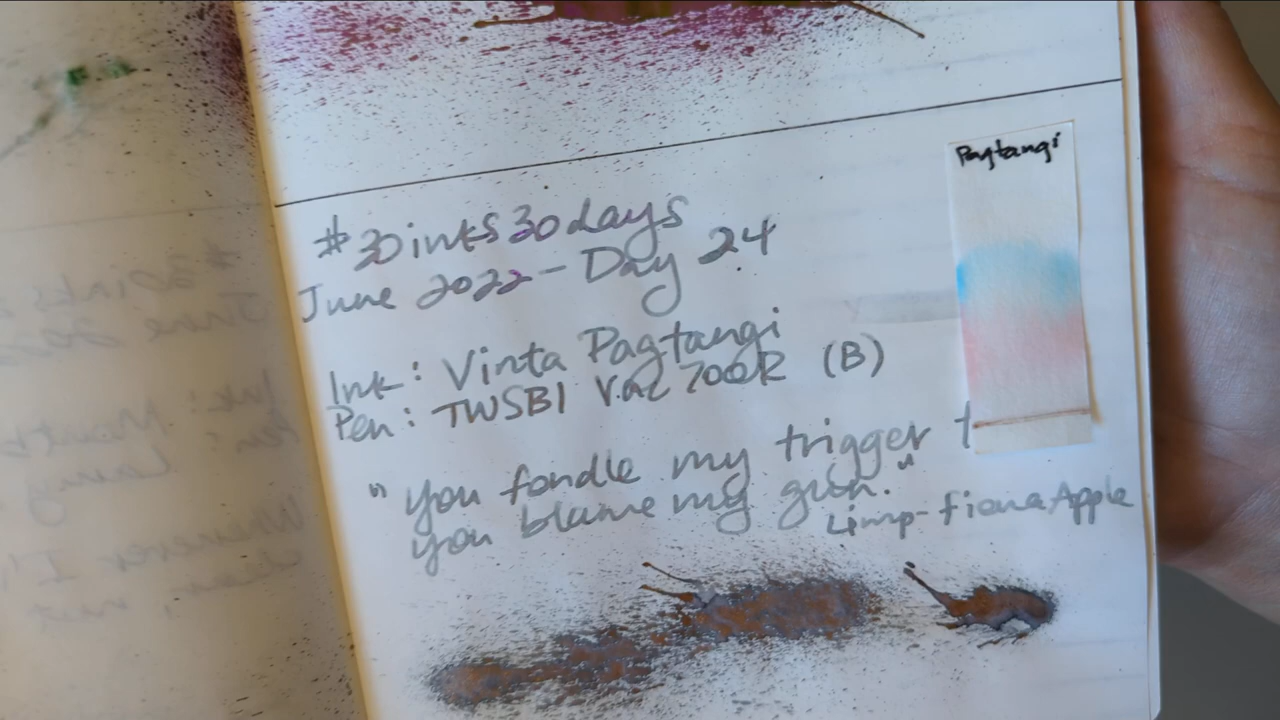 #30inks30days
June 2022 - Day 24
Ink: Vinta Pagtangi
Pen: TWSBI Vac 700R (B)
"you fondle my trigger t
you blame my gun."
Limp - Fiona Apple
Pagtangi